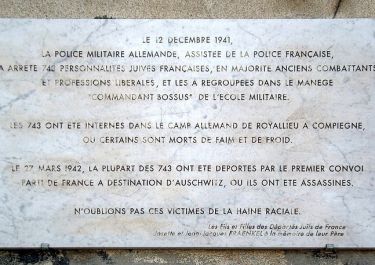 LE 12 DECEMBRE 1941,
LA POLICE MILITAIRE ALLEMANDE, ASSISTEE DE LA POLICE FRANÇAISE,
A ARRETE 743 PERSONNALITES JUIVES FRANÇAISES, EN MAJORITE ANCIENS COMBATTANTS
ET PROFESSIONS LIBERALES, ET LES A REGROUPEES DANS LE MANEGE
"COMMANDANT BOSSUS" DE L'ECOLE MILITAIRE.
LES 743 ONT ETE INTERNES DANS LE CAMP ALLEMAND DE ROYALLIEU A COMPIEGNE,
OU CERTAINS SONT MORTS DE FAIM ET DE FROID.
LE 27 MARS 1942, LA PLUPART DES 743 ONT ETE DEPORTES PAR LE PREMIER CONVOI
PARTI DE FRANCE A DESTINATION D'AUSCHWITZ, OU ILS ONT ETE ASSASSINES.
N'OUBLIONS PAS CES VICTIMES DE LA HAINE RACIALE.
Les Fils et Filles des Déportés Juifs de France
Josette et Jean-Jacques FRAENKEL à la mémoire de leur Père